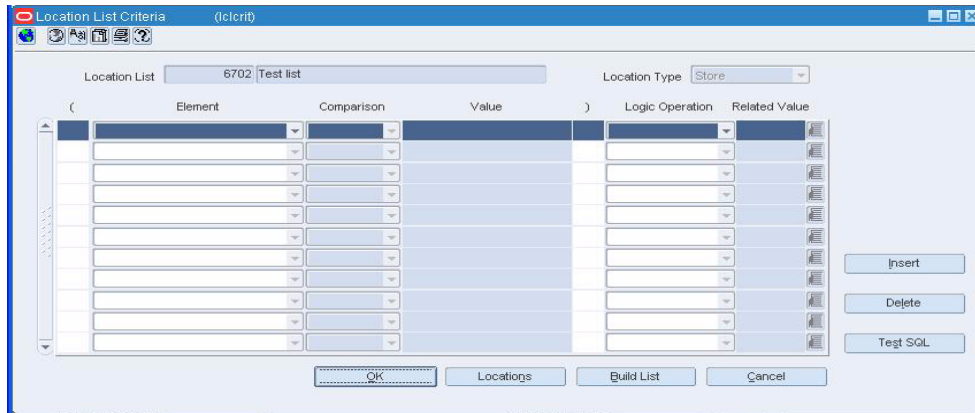 Location List Criteria (lclcrit)
Location List 6702 Test list Location Type Store
( Element Comparison Value ) Logic Operation Related Value
Insert
Delete
Test SQL
OK Locations Build List Cancel